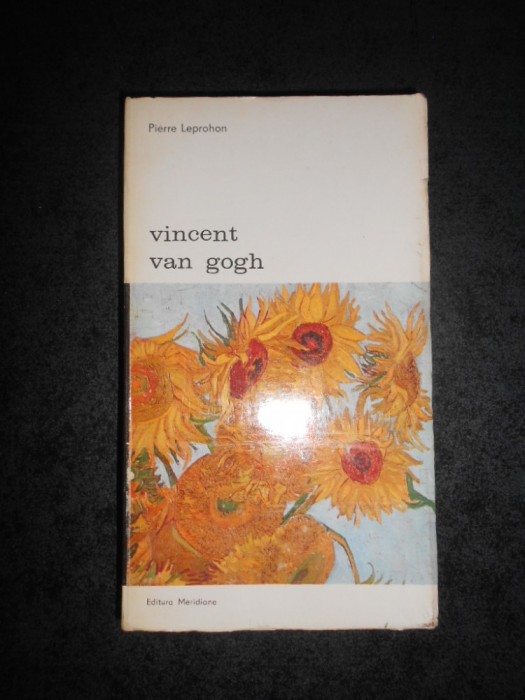 Pierre Leprohon
vincent
van gogh
Editura Meridiane